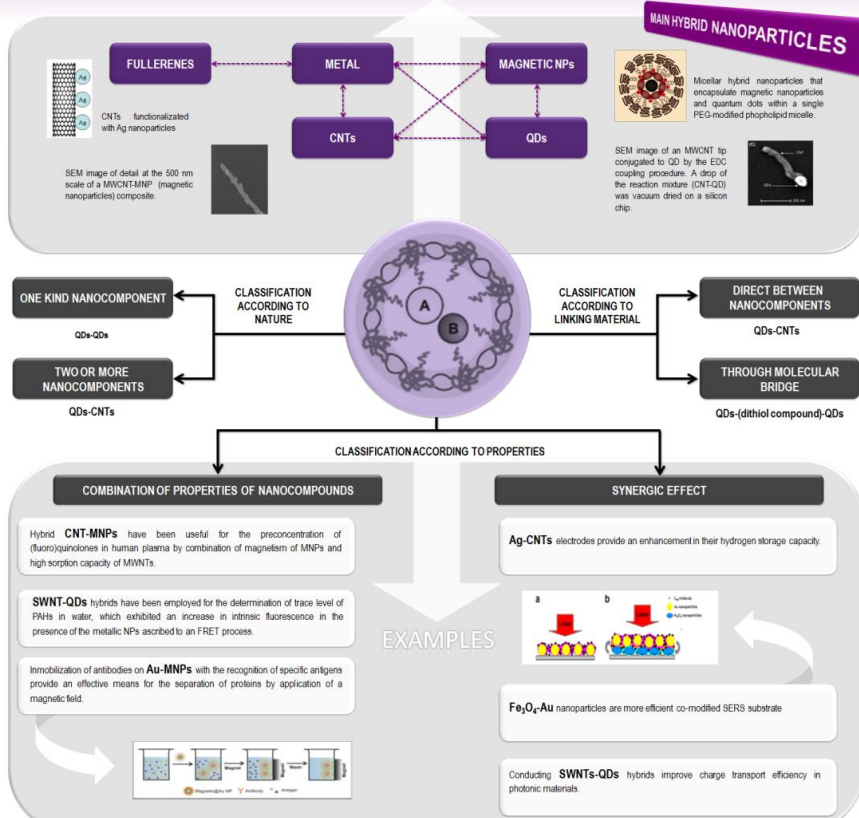 MAIN HYBRID NANOPARTICLES
FULLERENES
METAL
MAGNETIC NPs
CNTs
QDs
Ag
Ag
Ag
CNTs functionalizated
with Ag nanoparticles
SEM image of detail at the 500 nm
scale of a MWCNT-MNP (magnetic
nanoparticles) composite.
Micellar hybrid nanoparticles that
encapsulate magnetic nanoparticles
and quantum dots within a single
PEG-modified phopholipid micelle.
SEM image of an MWCNT tip
conjugated to QD by the EDC
coupling procedure. A drop of
the reaction mixture (CNT-QD)
was vacuum dried on a silicon
chip.
CNT
ONE KIND NANOCOMPONENT
QDs-QDs
TWO OR MORE
NANOCOMPONENTS
QDs-CNTs
CLASSIFICATION
ACCORDING TO
NATURE
A
B
CLASSIFICATION
ACCORDING TO
LINKING MATERIAL
DIRECT BETWEEN
NANOCOMPONENTS
QDs-CNTs
THROUGH MOLECULAR
BRIDGE
QDs-(dithiol compound)-QDs
CLASSIFICATION ACCORDING TO PROPERTIES
COMBINATION OF PROPERTIES OF NANOCOMPOUNDS
Hybrid CNT-MNPs have been useful for the preconcentration of
(fluoro)quinolones in human plasma by combination of magnetism of MNPs and
high sorption capacity of MWNTs.
SWNT-QDs hybrids have been employed for the determination of trace level of
PAHs in water, which exhibited an increase in intrinsic fluorescence in the
presence of the metallic NPs ascribed to an FRET process.
Inmobilization of antibodies on Au-MNPs with the recognition of specific antigens
provide an effective means for the separation of proteins by application of a
magnetic field.
Magnet
Wash
Magnet
Magnet
Magnetic@Au NP
Antibody
Antigen
EXAMPLES
SYNERGIC EFFECT
Ag-CNTs electrodes provide an enhancement in their hydrogen storage capacity.
a
b
Fe₃O₄-Au nanoparticles are more efficient co-modified SERS substrate
Conducting SWNTs-QDs hybrids improve charge transport efficiency in
photonic materials.